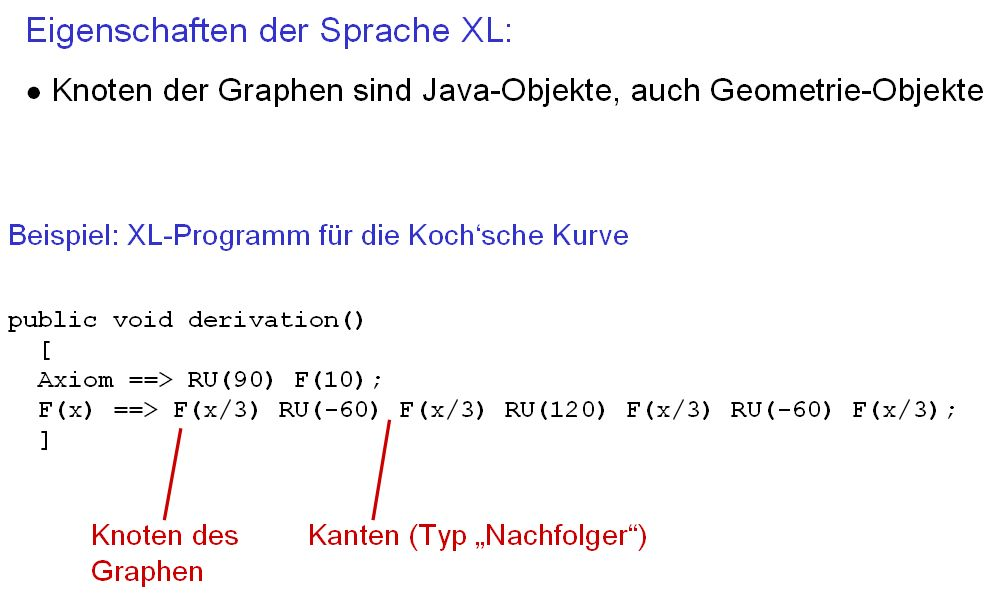 Eigenschaften der Sprache XL:
● Knoten der Graphen sind Java-Objekte, auch Geometrie-Objekte
Beispiel: XL-Programm für die Koch‘sche Kurve
public void derivation()
[
Axiom ==> RU(90) F(10);
F(x) ==> F(x/3) RU(-60) F(x/3) RU(120) F(x/3) RU(-60) F(x/3);
]
Knoten des
Graphen
Kanten (Typ „Nachfolger“)